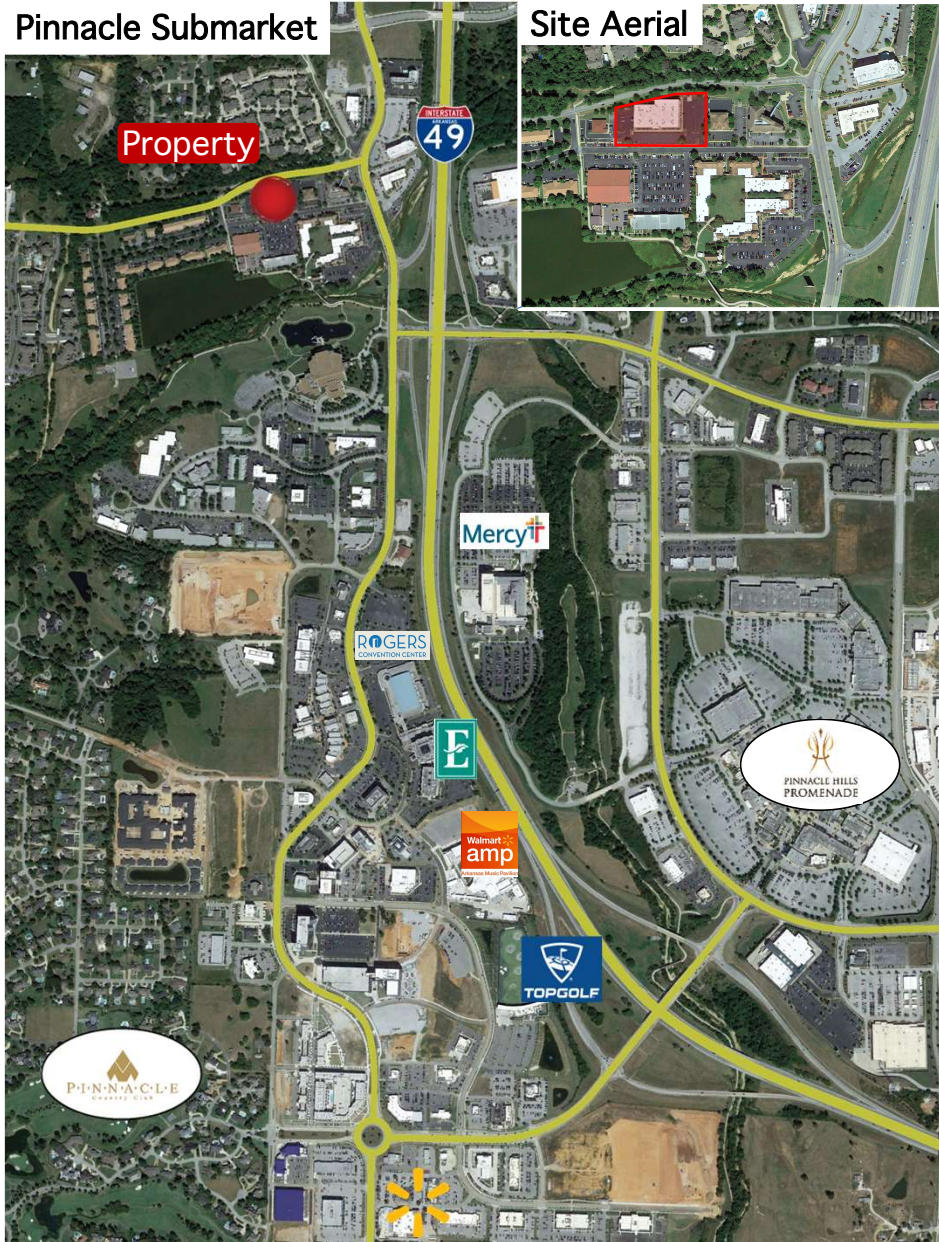 Pinnacle Submarket
Site Aerial
INTERSTATE
ARKANSAS
49
Property
Mercy
ROGERS
CONVENTION CENTER
E
PINNACLE HILLS
PROMENADE
Walmart
amp
Arkansas Music Pavilion
TOPGOLF
P·I·N·N·A·C·L·E
Country Club